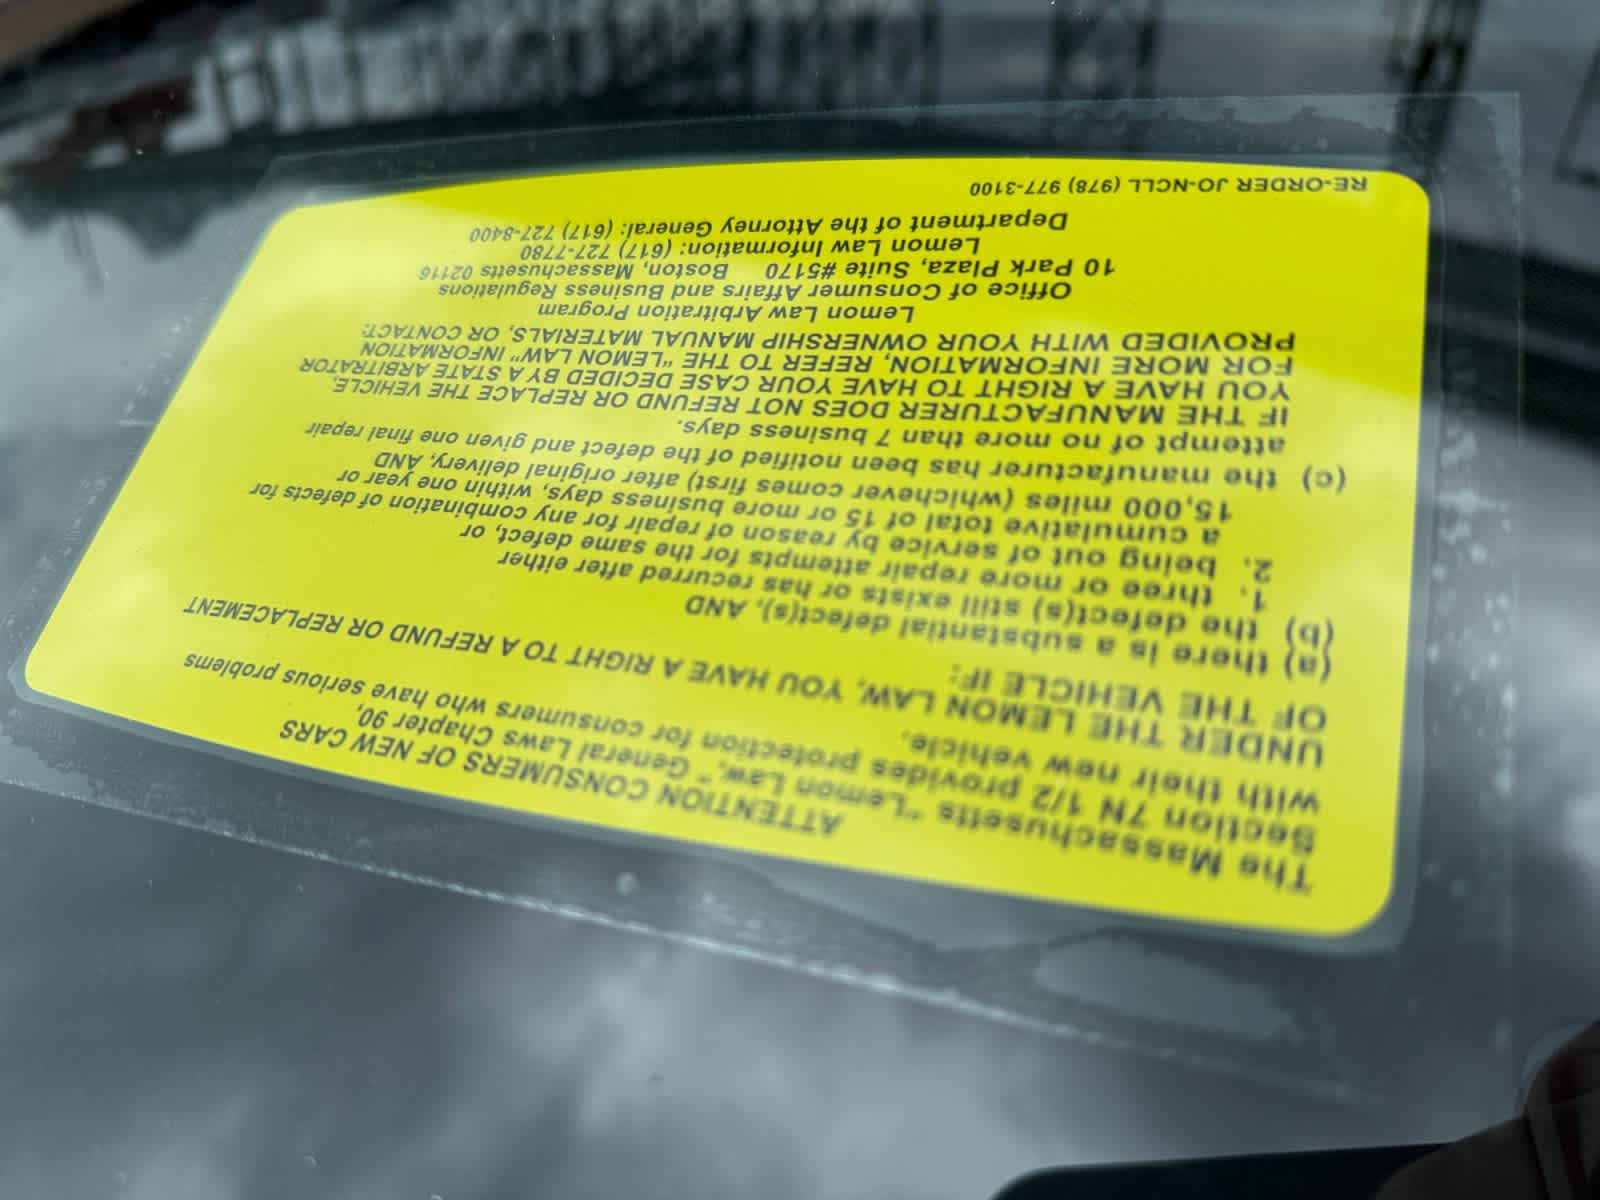 ATTENTION CONSUMERS OF NEW CARS
The Massachusetts "Lemon Law," General Laws Chapter 90,
Section 7N 1/2 provides protection for consumers who have serious problems
with their new vehicle.
UNDER THE LEMON LAW, YOU HAVE A RIGHT TO A REFUND OR REPLACEMENT
OF THE VEHICLE IF:
(a) there is a substantial defect(s), AND
(b) the defect(s) still exists or has recurred after either
1. three or more repair attempts for the same defect, or
2. being out of service by reason of repair for any combination of defects for
a cumulative total of 15 or more business days, within one year or
15,000 miles (whichever comes first) after original delivery, AND
(c) the manufacturer has been notified of the defect and given one final repair
attempt of no more than 7 business days.
IF THE MANUFACTURER DOES NOT REFUND OR REPLACE THE VEHICLE,
YOU HAVE A RIGHT TO HAVE YOUR CASE DECIDED BY A STATE ARBITRATOR
FOR MORE INFORMATION, REFER TO THE "LEMON LAW" INFORMATION
PROVIDED WITH YOUR OWNERSHIP MANUAL MATERIALS, OR CONTACT:
Lemon Law Arbitration Program
Office of Consumer Affairs and Business Regulations
10 Park Plaza, Suite #5170 Boston, Massachusetts 02116
Lemon Law Information: (617) 727-7780
Department of the Attorney General: (617) 727-8400
RE-ORDER JO-NCLL (978) 977-3100